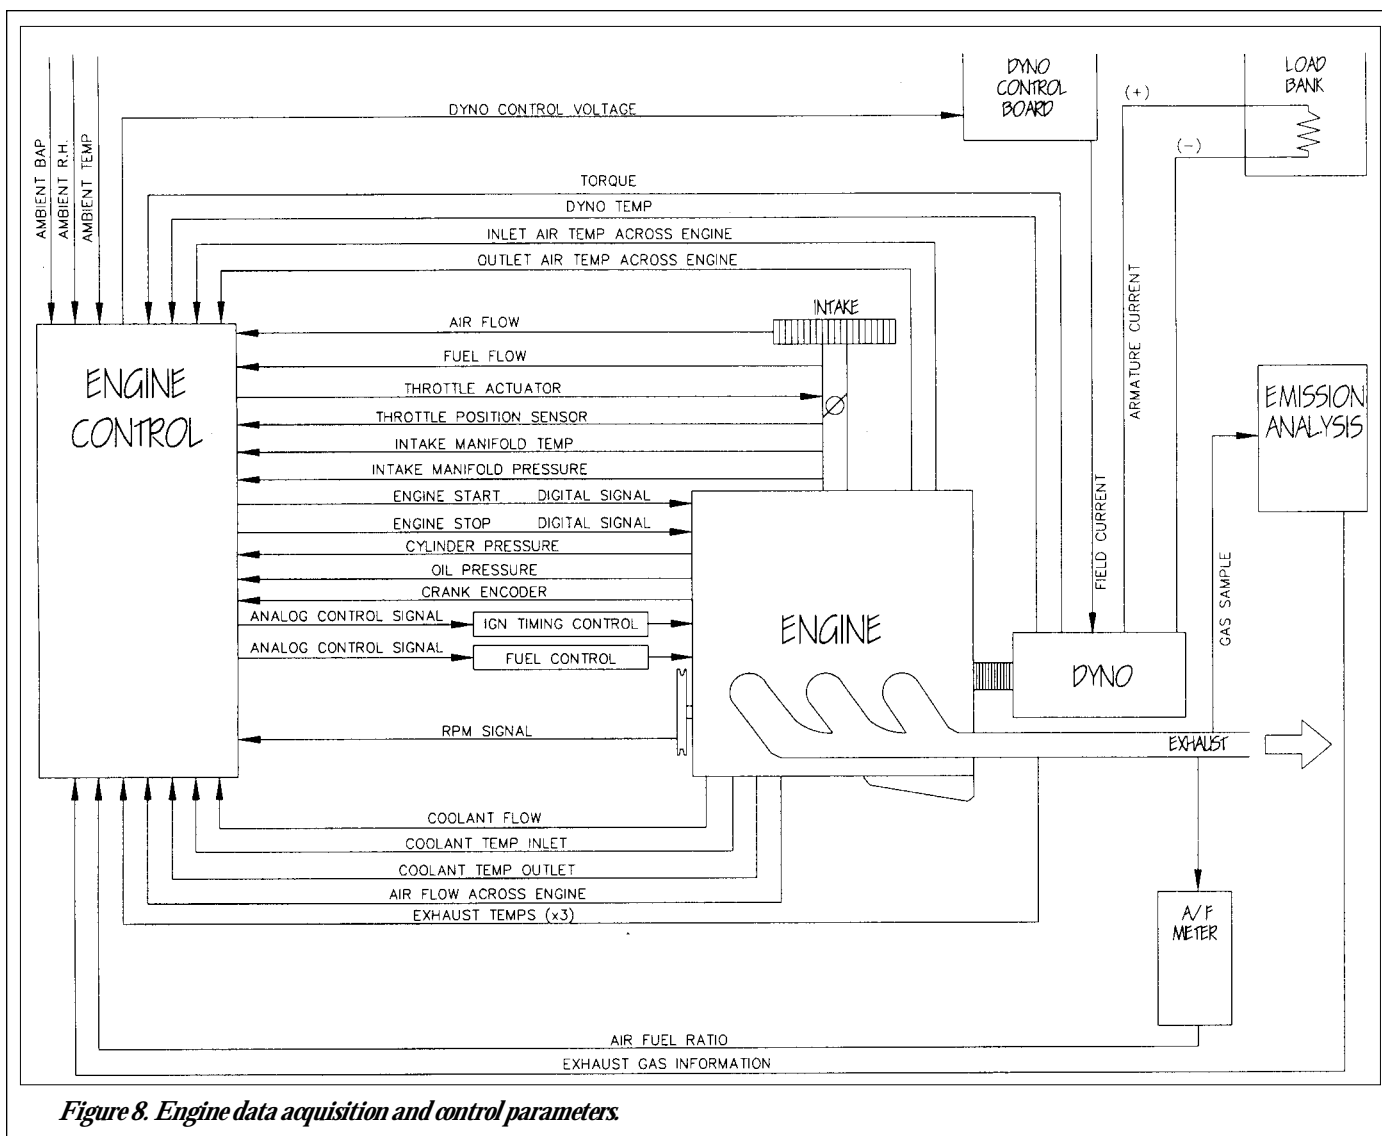 DYNO
CONTROL
BOARD
LOAD
BANK
(+)
(-)
DYNO CONTROL VOLTAGE
AMBIENT BAP
AMBIENT R.H.
AMBIENT TEMP
TORQUE
DYNO TEMP
INLET AIR TEMP ACROSS ENGINE
OUTLET AIR TEMP ACROSS ENGINE
INTAKE
AIR FLOW
FUEL FLOW
THROTTLE ACTUATOR
THROTTLE POSITION SENSOR
INTAKE MANIFOLD TEMP
INTAKE MANIFOLD PRESSURE
ENGINE START DIGITAL SIGNAL
ENGINE STOP DIGITAL SIGNAL
CYLINDER PRESSURE
OIL PRESSURE
CRANK ENCODER
ANALOG CONTROL SIGNAL
IGN TIMING CONTROL
ANALOG CONTROL SIGNAL
FUEL CONTROL
RPM SIGNAL
ENGINE
CONTROL
ENGINE
DYNO
ARMATURE CURRENT
FIELD CURRENT
GAS SAMPLE
EMISSION
ANALYSIS
EXHAUST
COOLANT FLOW
COOLANT TEMP INLET
COOLANT TEMP OUTLET
AIR FLOW ACROSS ENGINE
EXHAUST TEMPS (x3)
A/F
METER
AIR FUEL RATIO
EXHAUST GAS INFORMATION
Figure 8. Engine data acquisition and control parameters.